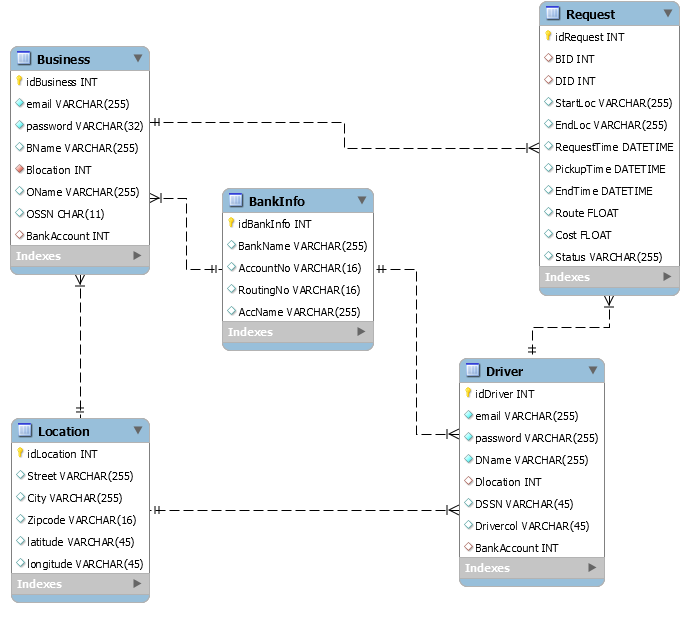 Business
idBusiness INT
email VARCHAR(255)
password VARCHAR(32)
BName VARCHAR(255)
Blocation INT
OName VARCHAR(255)
OSSN CHAR(11)
BankAccount INT
Indexes
BankInfo
idBankInfo INT
BankName VARCHAR(255)
AccountNo VARCHAR(16)
RoutingNo VARCHAR(16)
AccName VARCHAR(255)
Indexes
Request
idRequest INT
BID INT
DID INT
StartLoc VARCHAR(255)
EndLoc VARCHAR(255)
RequestTime DATETIME
PickupTime DATETIME
EndTime DATETIME
Route FLOAT
Cost FLOAT
Status VARCHAR(255)
Indexes
Location
idLocation INT
Street VARCHAR(255)
City VARCHAR(255)
Zipcode VARCHAR(16)
latitude VARCHAR(45)
longitude VARCHAR(45)
Indexes
Driver
idDriver INT
email VARCHAR(255)
password VARCHAR(255)
DName VARCHAR(255)
Dlocation INT
DSSN VARCHAR(45)
Drivercol VARCHAR(45)
BankAccount INT
Indexes